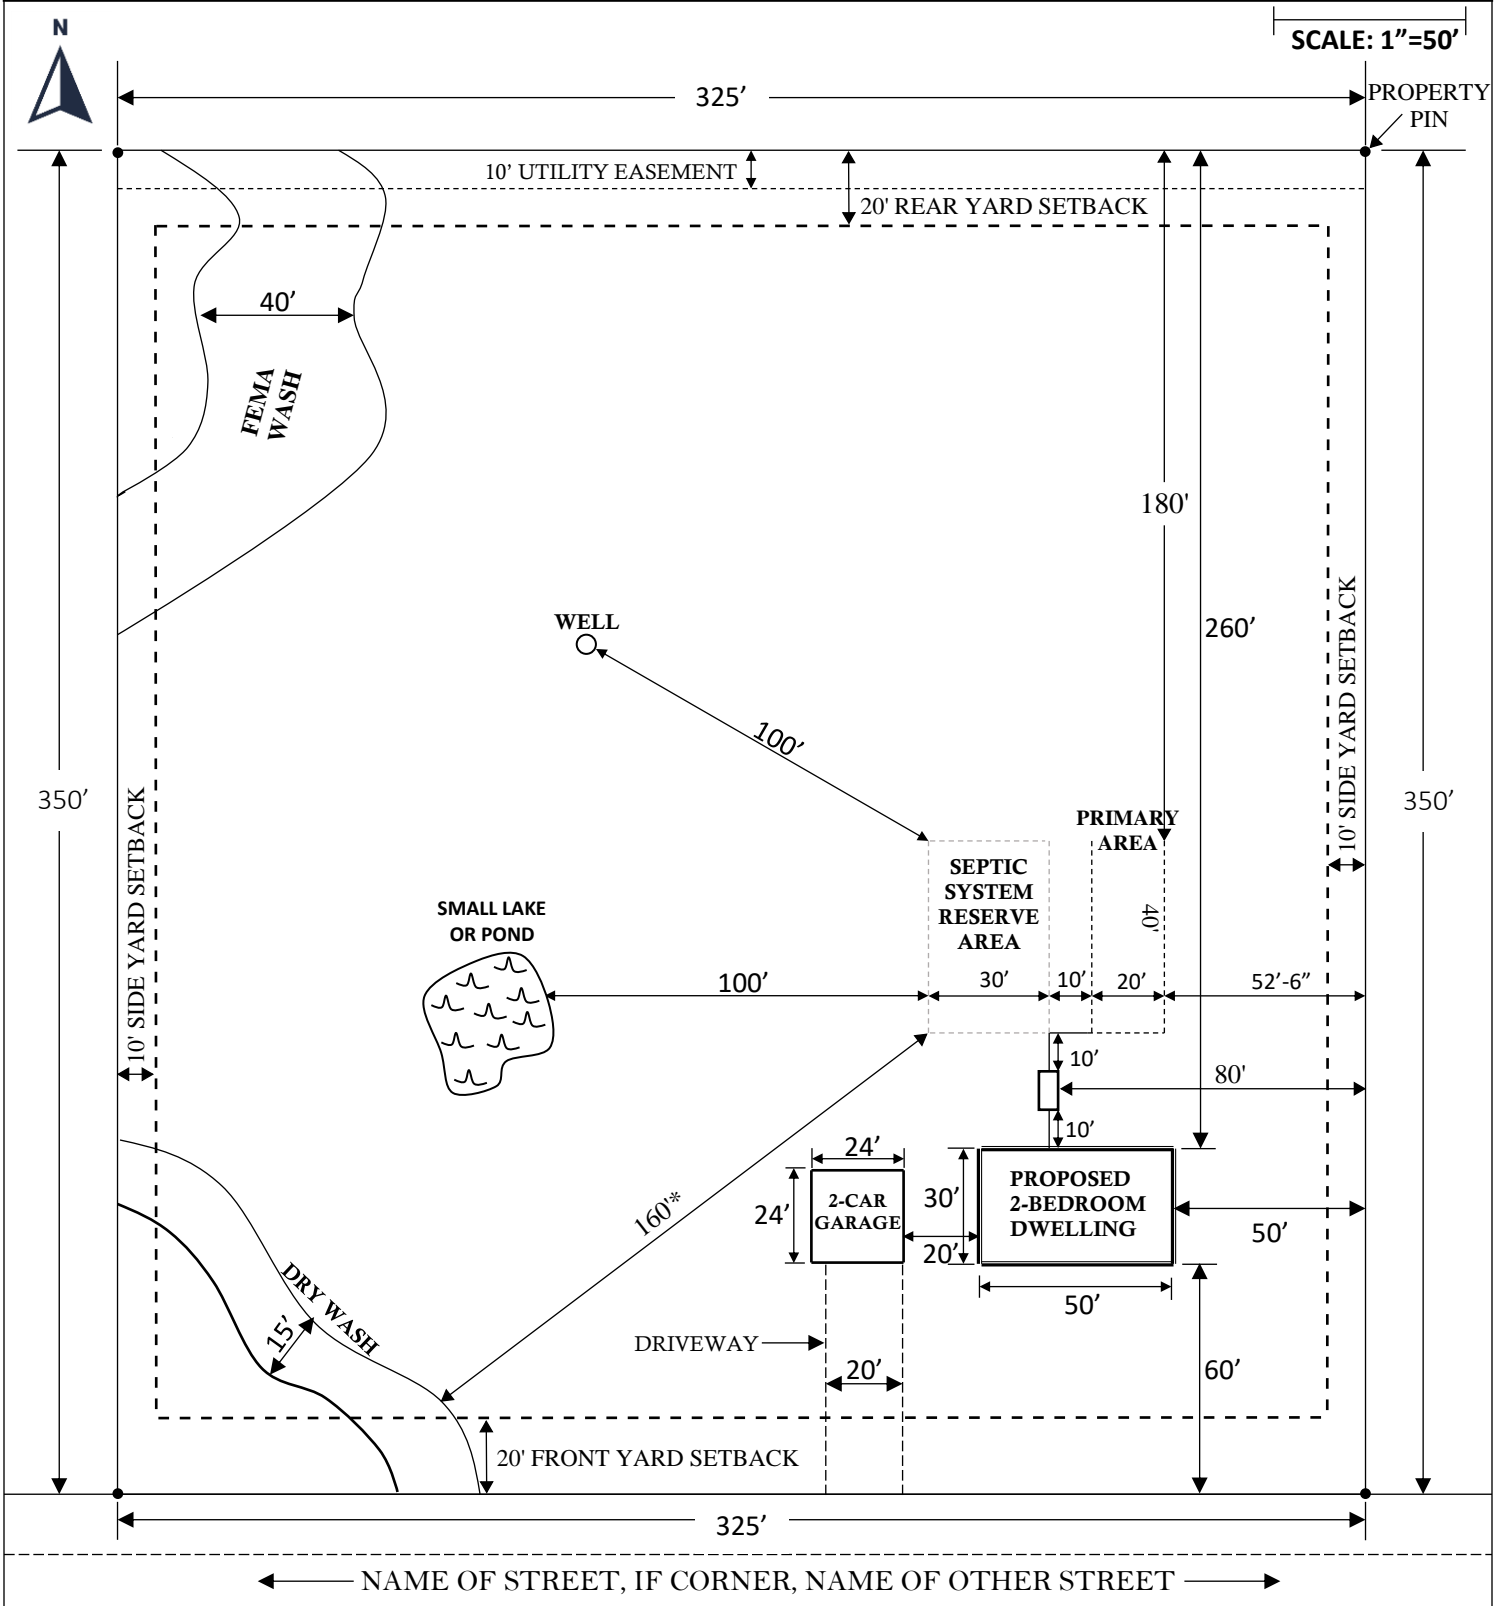 N
SCALE: 1”=50’
325’
PROPERTY
PIN
10’ UTILITY EASEMENT
20' REAR YARD SETBACK
40’
FEMA
WASH
180'
260’
WELL
100’
10' SIDE YARD SETBACK
350’
350’
10' SIDE YARD SETBACK
PRIMARY
AREA
SEPTIC
SYSTEM
RESERVE
AREA
40'
SMALL LAKE
OR POND
100’
30’
10’
20’
52’-6”
10’
80'
10’
24’
24’
2-CAR
GARAGE
30’
PROPOSED
2-BEDROOM
DWELLING
20’
50’
50’
160'*
DRY WASH
15’
DRIVEWAY
20’
60’
20' FRONT YARD SETBACK
325’
NAME OF STREET, IF CORNER, NAME OF OTHER STREET